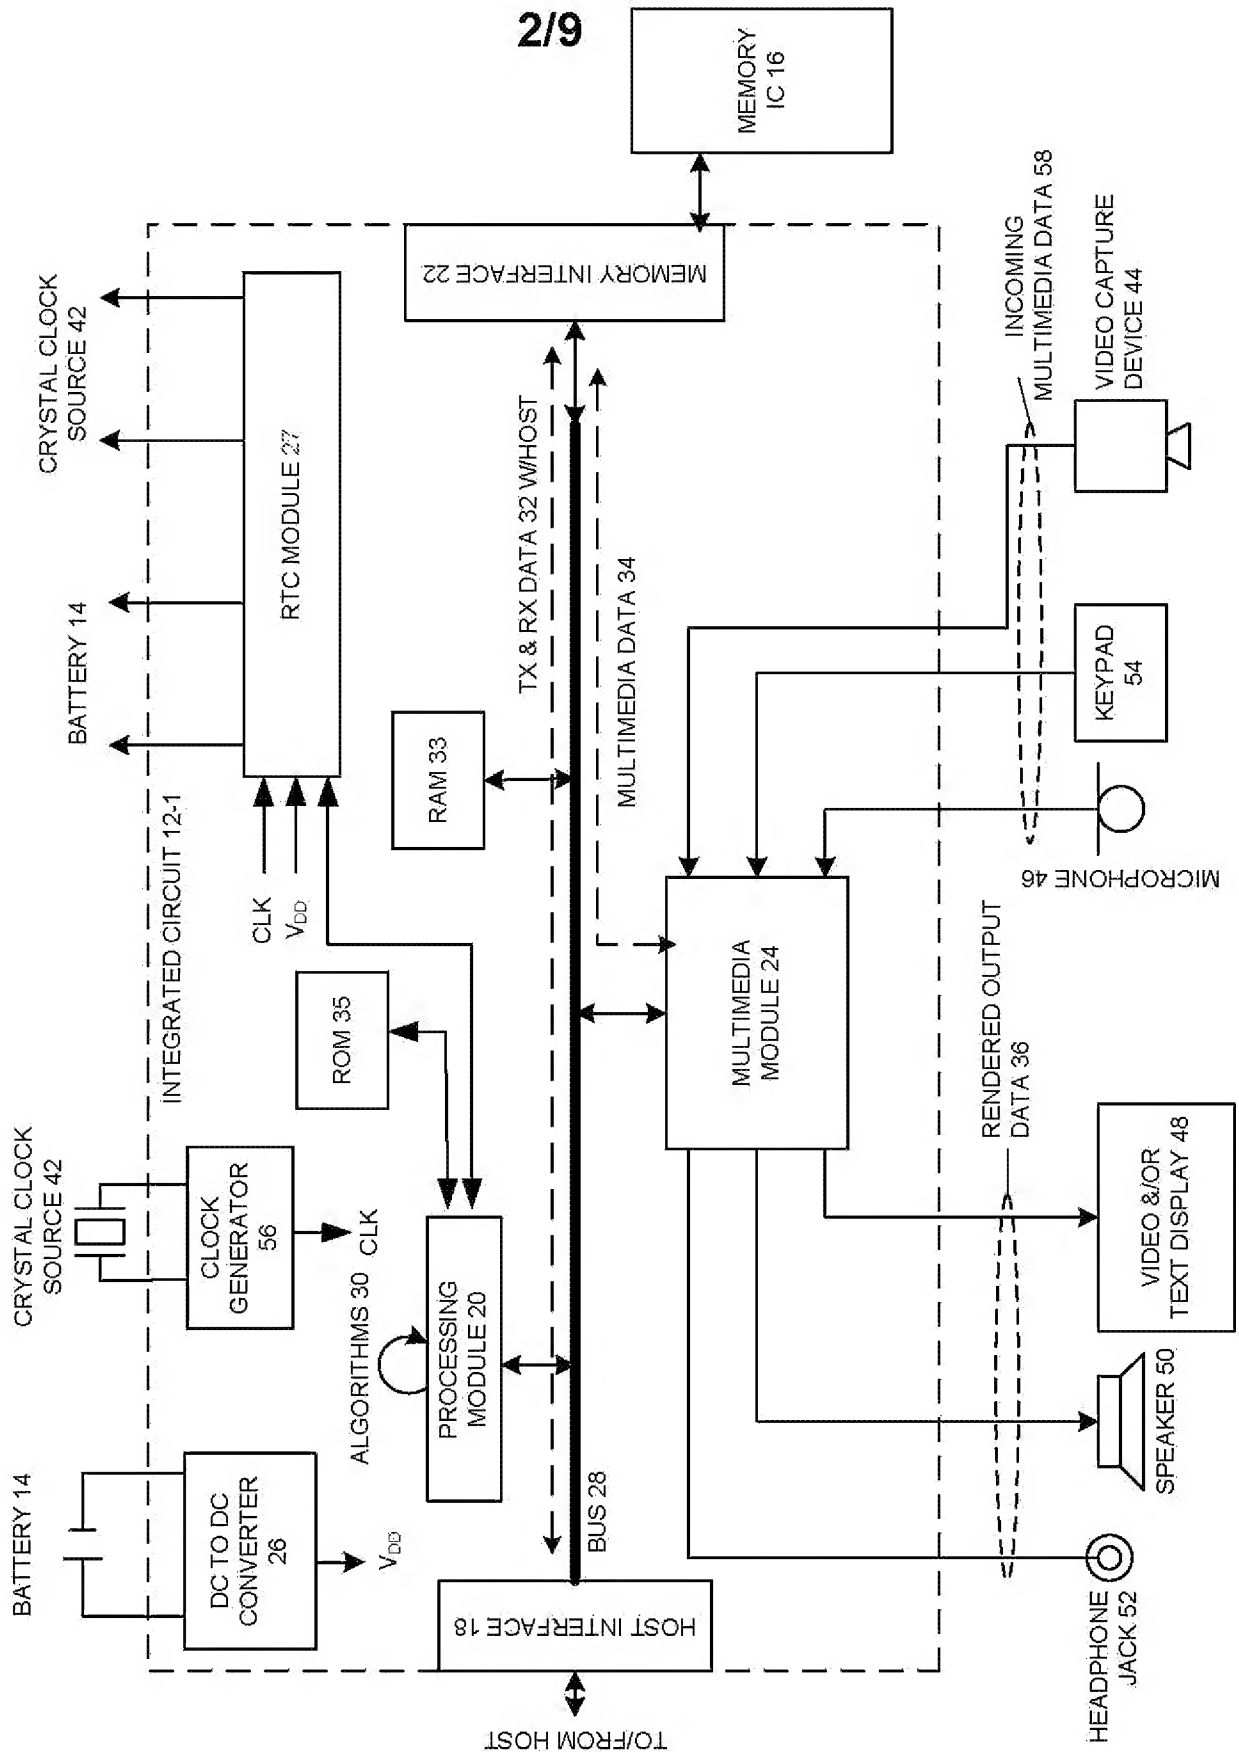 2/9
BATTERY 14
CRYSTAL CLOCK
SOURCE 42
BATTERY 14
CRYSTAL CLOCK
SOURCE 42
INTEGRATED CIRCUIT 12-1
DC TO DC
CONVERTER
26
VDD
CLOCK
GENERATOR
56
CLK
CLK
VDD
RTC MODULE 27
ALGORITHMS 30
PROCESSING
MODULE 20
ROM 35
RAM 33
TX & RX DATA 32 W/HOST
TO/FROM HOST
HOST INTERFACE 18
BUS 28
MULTIMEDIA DATA 34
MEMORY INTERFACE 22
MEMORY
IC 16
MULTIMEDIA
MODULE 24
RENDERED OUTPUT
DATA 36
INCOMING
MULTIMEDIA DATA 58
HEADPHONE
JACK 52
SPEAKER 50
VIDEO &/OR
TEXT DISPLAY 48
MICROPHONE 46
KEYPAD
54
VIDEO CAPTURE
DEVICE 44